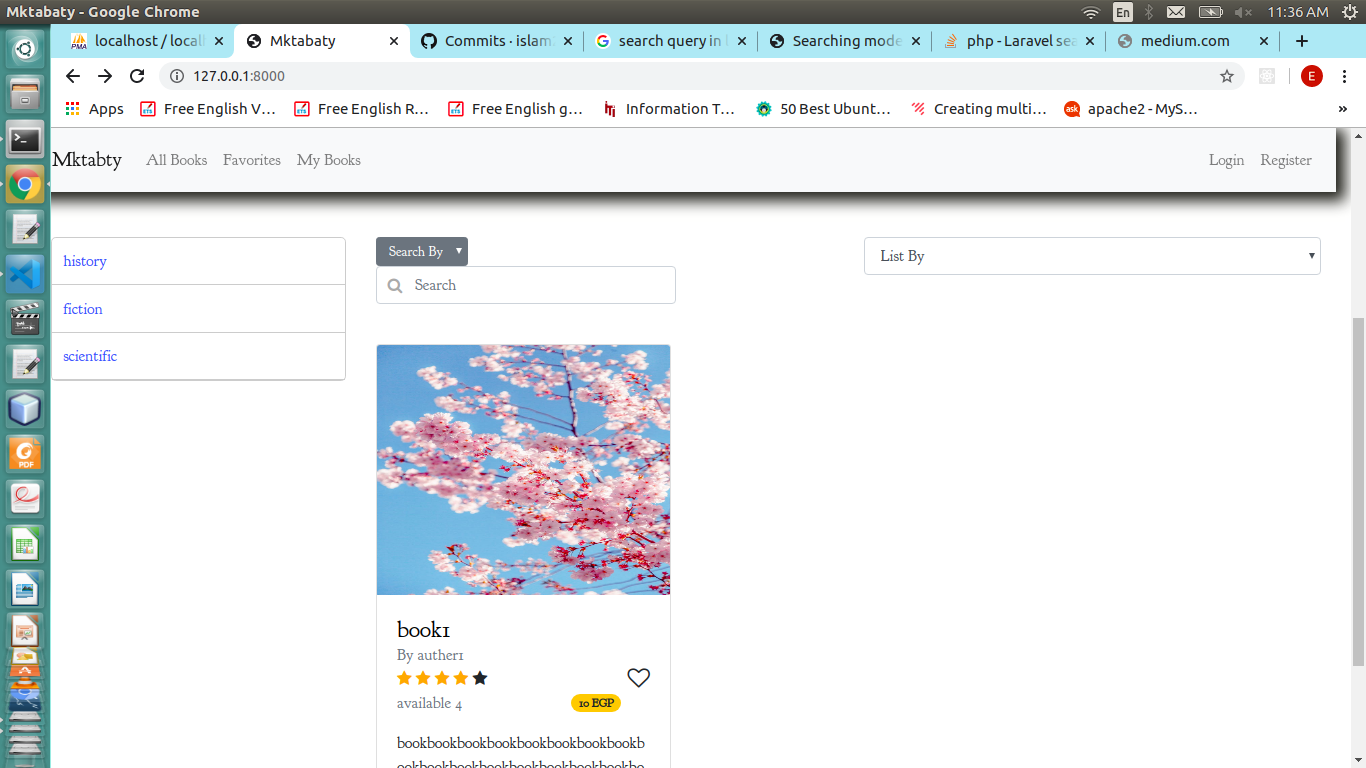 Mktabaty - Google Chrome
En
11:36 AM
localhost / local
Mktabaty
Commits · islam
search query in
Searching mode
php - Laravel sea
medium.com
127.0.0.1:8000
E
Apps
Free English V…
Free English R…
Free English g…
Information T…
50 Best Ubunt…
Creating multi…
apache2 - MyS…
»
Mktabty
All Books
Favorites
My Books
Login
Register
history
fiction
scientific
Search By
Search
List By
book1
By auther1
available 4
10 EGP
bookbookbookbookbookbookbookbookb
ookbookbookbookbookbookbookbookbo